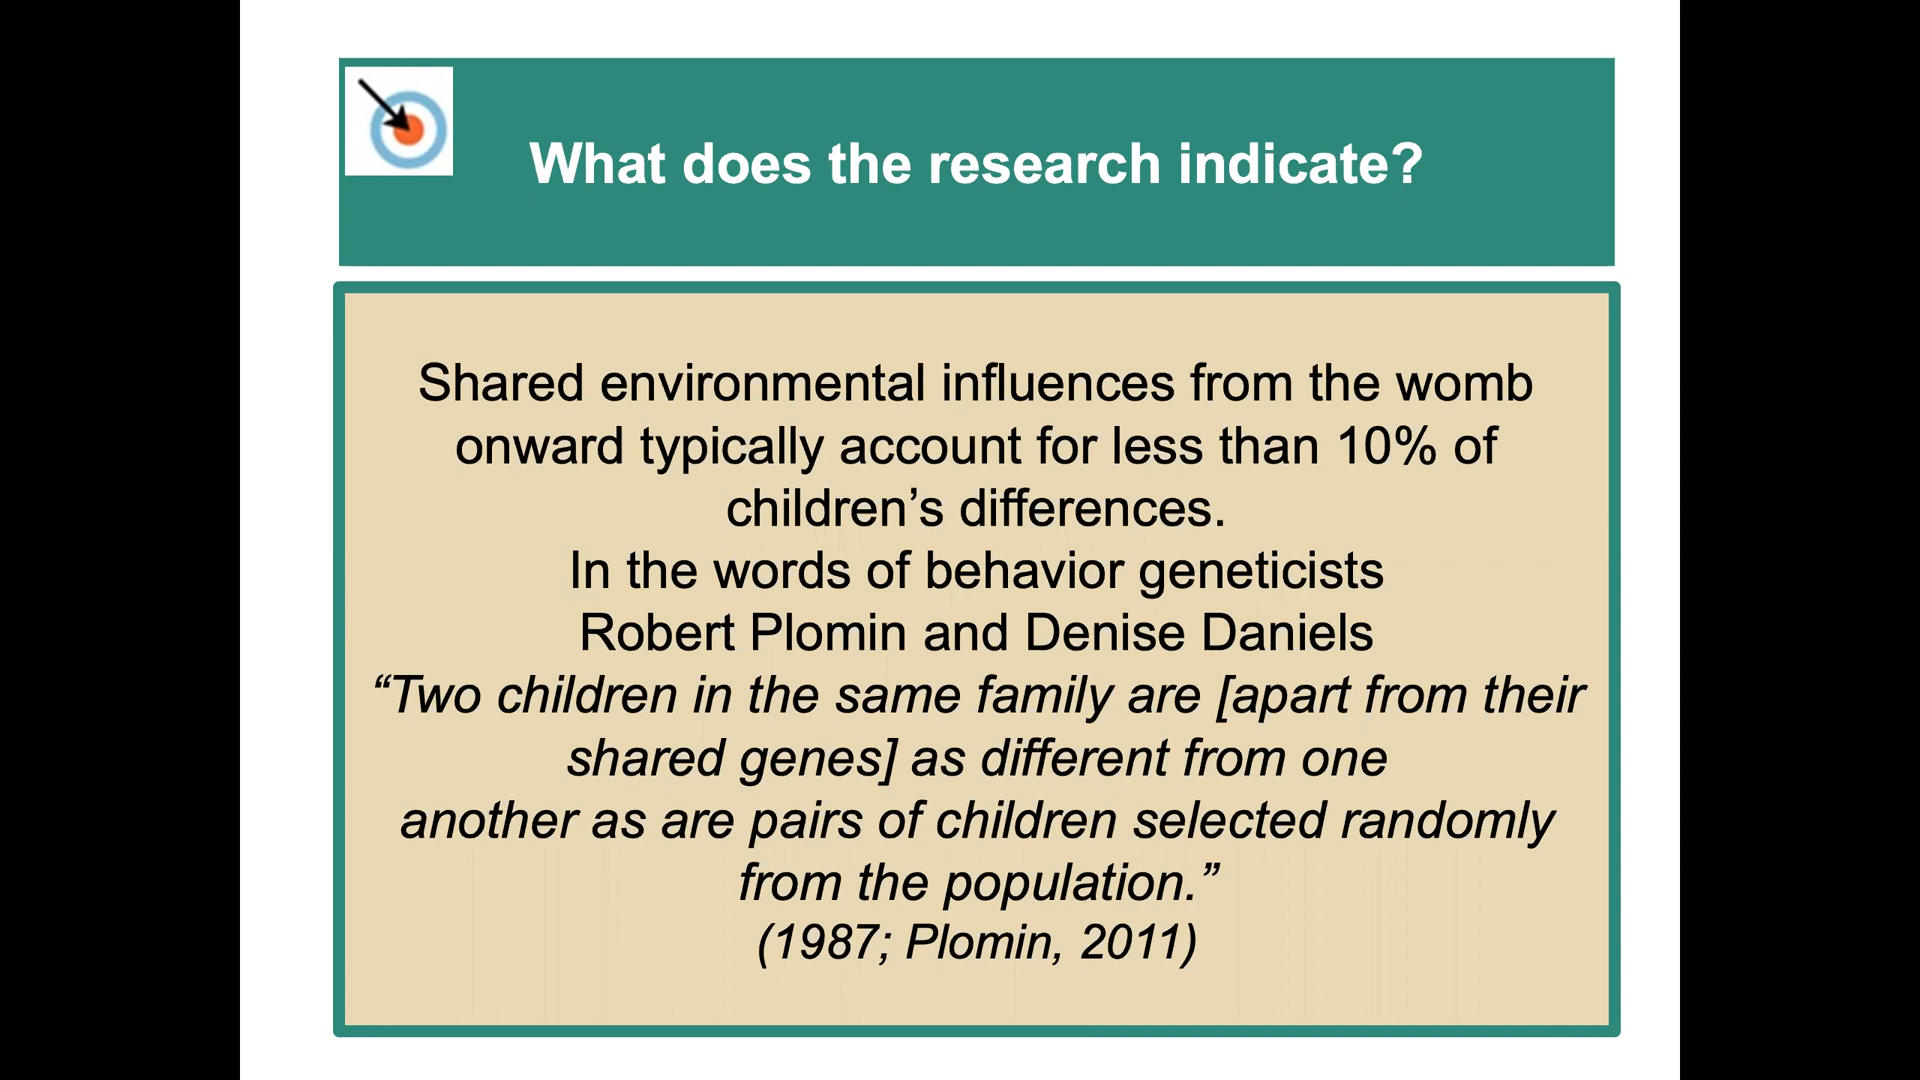 What does the research indicate?
Shared environmental influences from the womb
onward typically account for less than 10% of
children’s differences.
In the words of behavior geneticists
Robert Plomin and Denise Daniels
“Two children in the same family are [apart from their
shared genes] as different from one
another as are pairs of children selected randomly
from the population.”
(1987; Plomin, 2011)